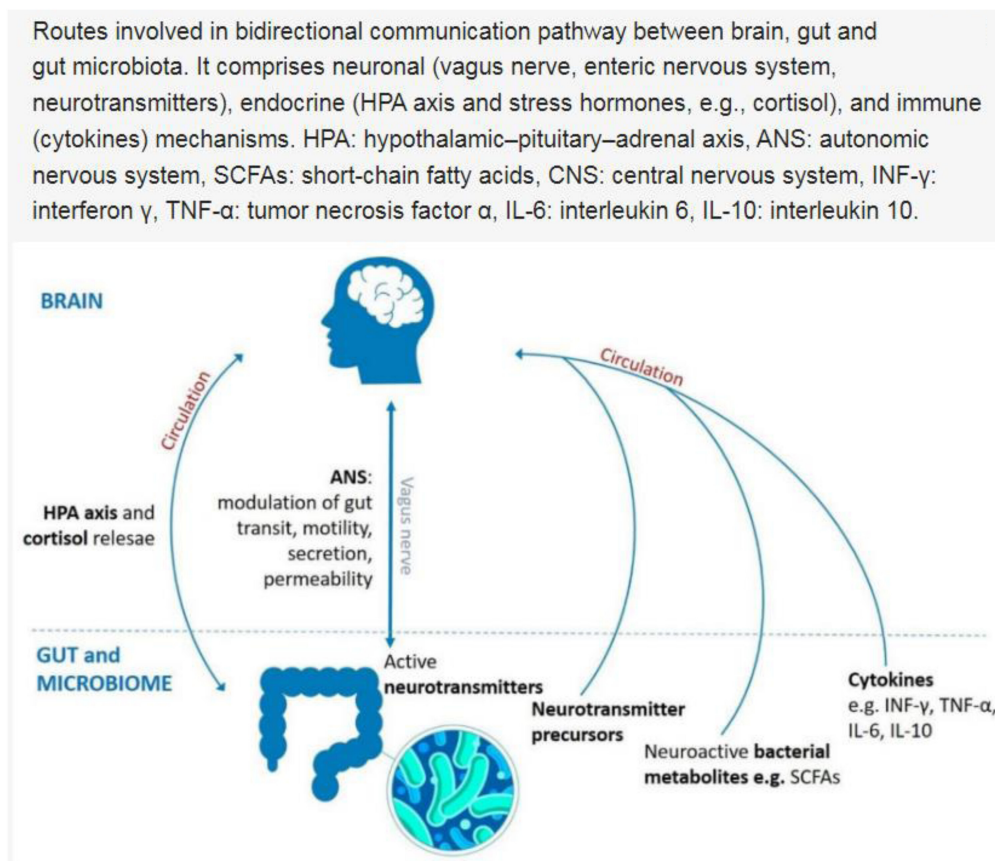 Routes involved in bidirectional communication pathway between brain, gut and
gut microbiota. It comprises neuronal (vagus nerve, enteric nervous system,
neurotransmitters), endocrine (HPA axis and stress hormones, e.g., cortisol), and immune
(cytokines) mechanisms. HPA: hypothalamic–pituitary–adrenal axis, ANS: autonomic
nervous system, SCFAs: short-chain fatty acids, CNS: central nervous system, INF-γ:
interferon γ, TNF-α: tumor necrosis factor α, IL-6: interleukin 6, IL-10: interleukin 10.
BRAIN
Circulation
Circulation
HPA axis and
cortisol relesae
ANS:
modulation of gut
transit, motility,
secretion,
permeability
Vagus nerve
GUT and
MICROBIOME
Active
neurotransmitters
Neurotransmitter
precursors
Neuroactive bacterial
metabolites e.g. SCFAs
Cytokines
e.g. INF-γ, TNF-α,
IL-6, IL-10